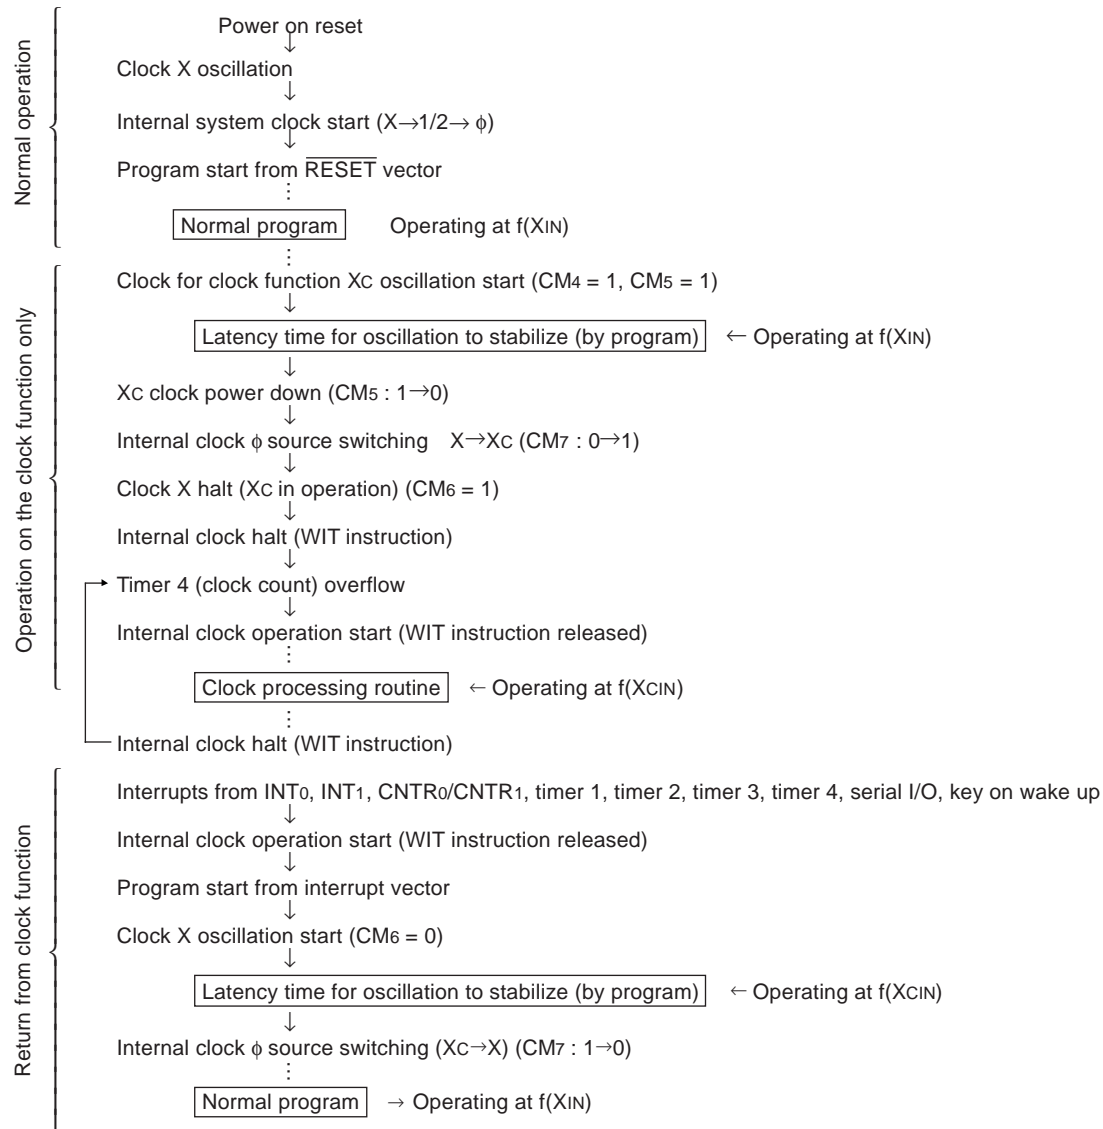 Normal operation
Power on reset
↓
Clock X oscillation
↓
Internal system clock start (X→1/2→ φ)
↓
Program start from R̅E̅S̅E̅T̅ vector
⋮
Normal program Operating at f(XIN)
⋮
Operation on the clock function only
Clock for clock function XC oscillation start (CM4 = 1, CM5 = 1)
↓
Latency time for oscillation to stabilize (by program) ← Operating at f(XIN)
↓
XC clock power down (CM5 : 1→0)
↓
Internal clock φ source switching X→XC (CM7 : 0→1)
↓
Clock X halt (XC in operation) (CM6 = 1)
↓
Internal clock halt (WIT instruction)
↓
Timer 4 (clock count) overflow
↓
Internal clock operation start (WIT instruction released)
⋮
Clock processing routine ← Operating at f(XCIN)
⋮
Internal clock halt (WIT instruction)
Return from clock function
Interrupts from INT0, INT1, CNTR0/CNTR1, timer 1, timer 2, timer 3, timer 4, serial I/O, key on wake up
↓
Internal clock operation start (WIT instruction released)
↓
Program start from interrupt vector
↓
Clock X oscillation start (CM6 = 0)
↓
Latency time for oscillation to stabilize (by program) ← Operating at f(XCIN)
↓
Internal clock φ source switching (XC→X) (CM7 : 1→0)
⋮
Normal program → Operating at f(XIN)